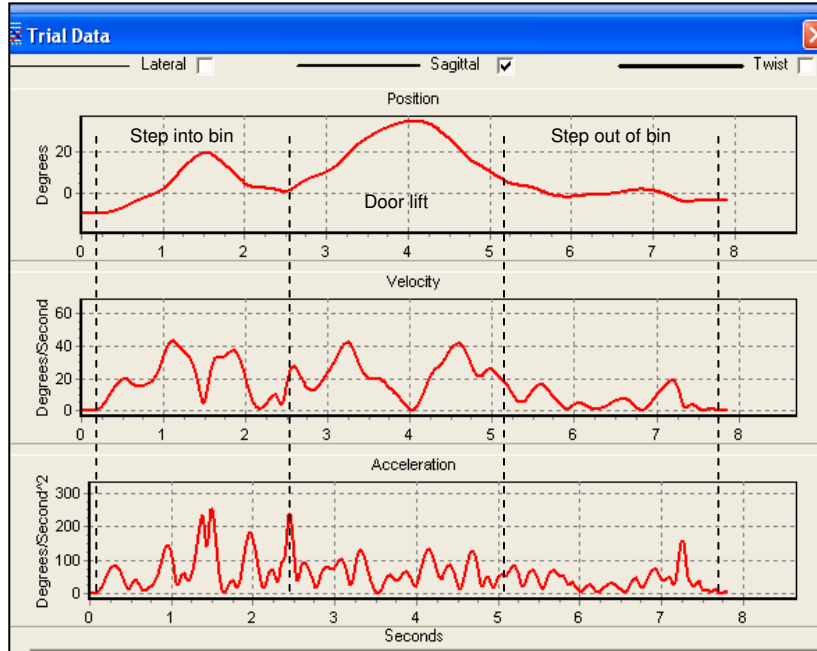 Trial Data
Lateral Sagittal Twist
Position
Step into bin Step out of bin
Door lift
Degrees
20
0
0 1 2 3 4 5 6 7 8
Velocity
Degrees/Second
60
40
20
0
0 1 2 3 4 5 6 7 8
Acceleration
Degrees/Second^2
300
200
100
0
0 1 2 3 4 5 6 7 8
Seconds